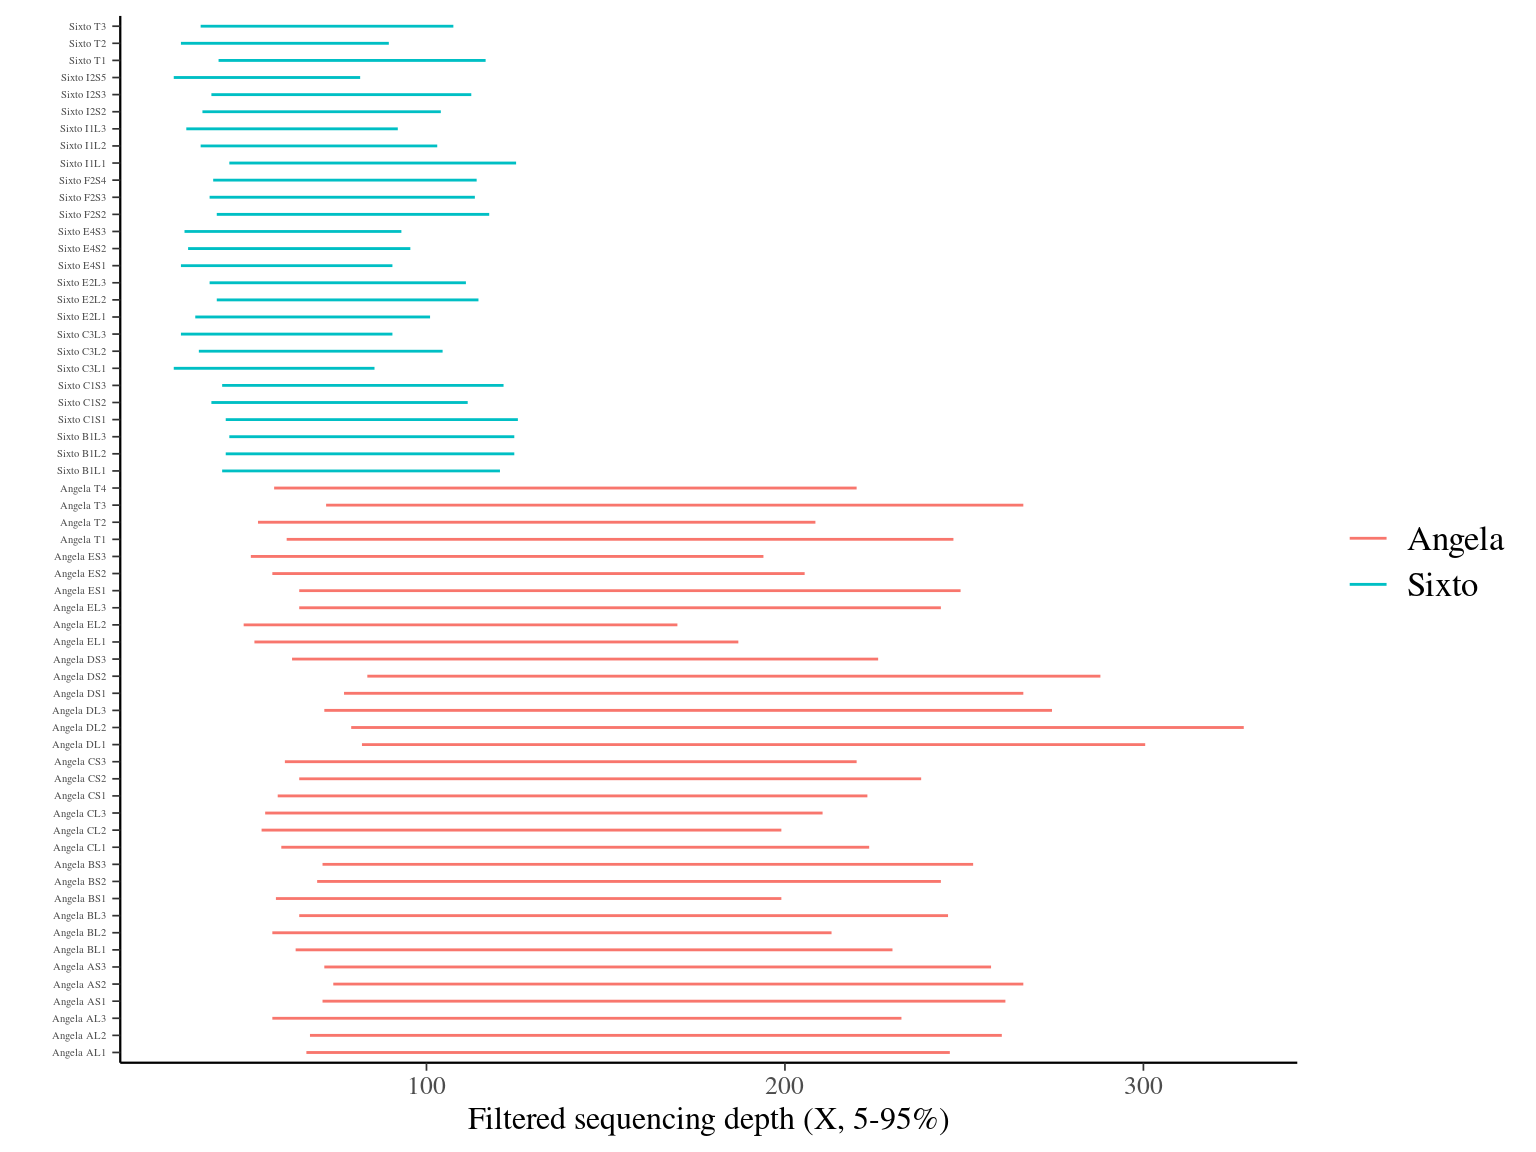 Sixto T3
Sixto T2
Sixto T1
Sixto I2S5
Sixto I2S3
Sixto I2S2
Sixto I1L3
Sixto I1L2
Sixto I1L1
Sixto F2S4
Sixto F2S3
Sixto F2S2
Sixto E4S3
Sixto E4S2
Sixto E4S1
Sixto E2L3
Sixto E2L2
Sixto E2L1
Sixto C3L3
Sixto C3L2
Sixto C3L1
Sixto C1S3
Sixto C1S2
Sixto C1S1
Sixto B1L3
Sixto B1L2
Sixto B1L1
Angela T4
Angela T3
Angela T2
Angela T1
Angela ES3
Angela ES2
Angela ES1
Angela EL3
Angela EL2
Angela EL1
Angela DS3
Angela DS2
Angela DS1
Angela DL3
Angela DL2
Angela DL1
Angela CS3
Angela CS2
Angela CS1
Angela CL3
Angela CL2
Angela CL1
Angela BS3
Angela BS2
Angela BS1
Angela BL3
Angela BL2
Angela BL1
Angela AS3
Angela AS2
Angela AS1
Angela AL3
Angela AL2
Angela AL1
100 200 300
Filtered sequencing depth (X, 5-95%)
Angela
Sixto